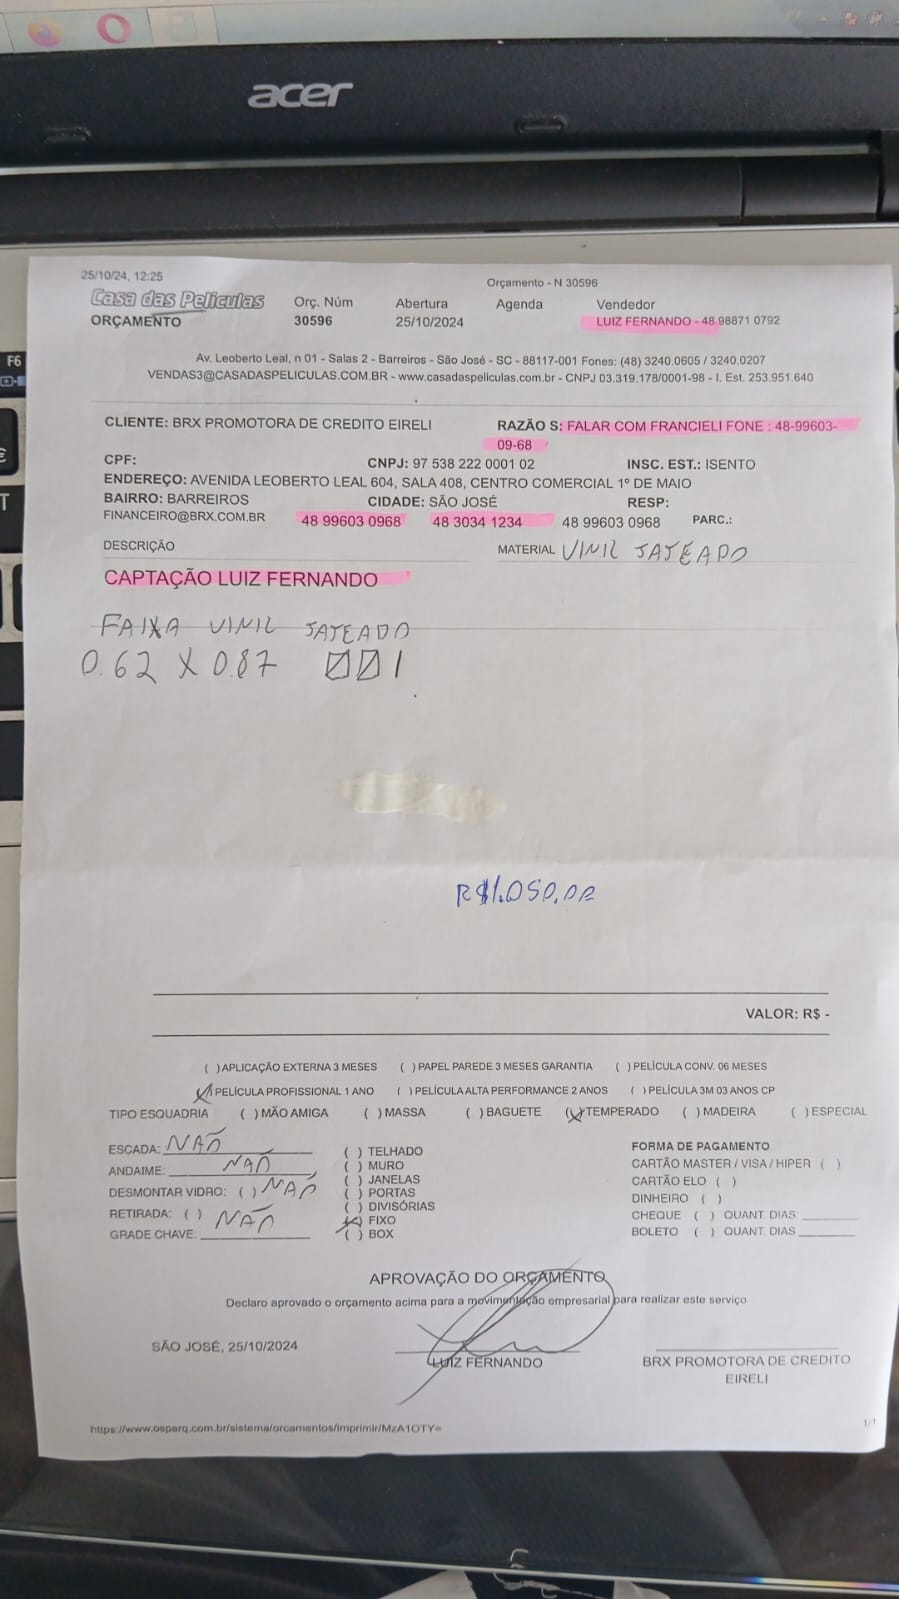 acer
F6
25/10/24, 12:25
Orçamento - N 30596
Casa das Películas
Orç. Núm
Abertura
Agenda
Vendedor
ORÇAMENTO
30596
25/10/2024
LUIZ FERNANDO - 48 98871 0792
Av. Leoberto Leal, n 01 - Salas 2 - Barreiros - São José - SC - 88117-001 Fones: (48) 3240.0605 / 3240.0207
VENDAS3@CASADASPELICULAS.COM.BR - www.casadaspeliculas.com.br - CNPJ 03.319.178/0001-98 - I. Est. 253.951.640
CLIENTE: BRX PROMOTORA DE CREDITO EIRELI
RAZÃO S: FALAR COM FRANCIELI FONE : 48-99603-
09-68
CPF:
CNPJ: 97 538 222 0001 02
INSC. EST.: ISENTO
ENDEREÇO: AVENIDA LEOBERTO LEAL 604, SALA 408, CENTRO COMERCIAL 1º DE MAIO
BAIRRO: BARREIROS
CIDADE: SÃO JOSÉ
RESP:
FINANCEIRO@BRX.COM.BR
48 99603 0968
48 3034 1234
48 99603 0968
PARC.:
DESCRIÇÃO
MATERIAL VINIL JATEADO
CAPTAÇÃO LUIZ FERNANDO
FAIXA VINIL JATEADO
0.62 X 0.87
R$1.050,00
VALOR: R$ -
( )APLICAÇÃO EXTERNA 3 MESES ( )PAPEL PAREDE 3 MESES GARANTIA ( )PELÍCULA CONV. 06 MESES
(X)PELÍCULA PROFISSIONAL 1 ANO ( )PELÍCULA ALTA PERFORMANCE 2 ANOS ( )PELÍCULA 3M 03 ANOS CP
TIPO ESQUADRIA ( )MÃO AMIGA ( )MASSA ( )BAGUETE (X)TEMPERADO ( )MADEIRA ( )ESPECIAL
ESCADA: NÃO
ANDAIME: NÃO
DESMONTAR VIDRO: ( ) NÃO
RETIRADA: ( ) NÃO
GRADE CHAVE:
( ) TELHADO
( ) MURO
( ) JANELAS
( ) PORTAS
( ) DIVISÓRIAS
(X) FIXO
( ) BOX
FORMA DE PAGAMENTO
CARTÃO MASTER / VISA / HIPER ( )
CARTÃO ELO ( )
DINHEIRO ( )
CHEQUE ( ) QUANT. DIAS
BOLETO ( ) QUANT. DIAS
APROVAÇÃO DO ORÇAMENTO
Declaro aprovado o orçamento acima para a movimentação empresarial para realizar este serviço
SÃO JOSÉ, 25/10/2024
LUIZ FERNANDO
BRX PROMOTORA DE CREDITO
EIRELI
https://www.osparq.com.br/sistema/orcamentos/imprimir/MzA1OTY=
1/1